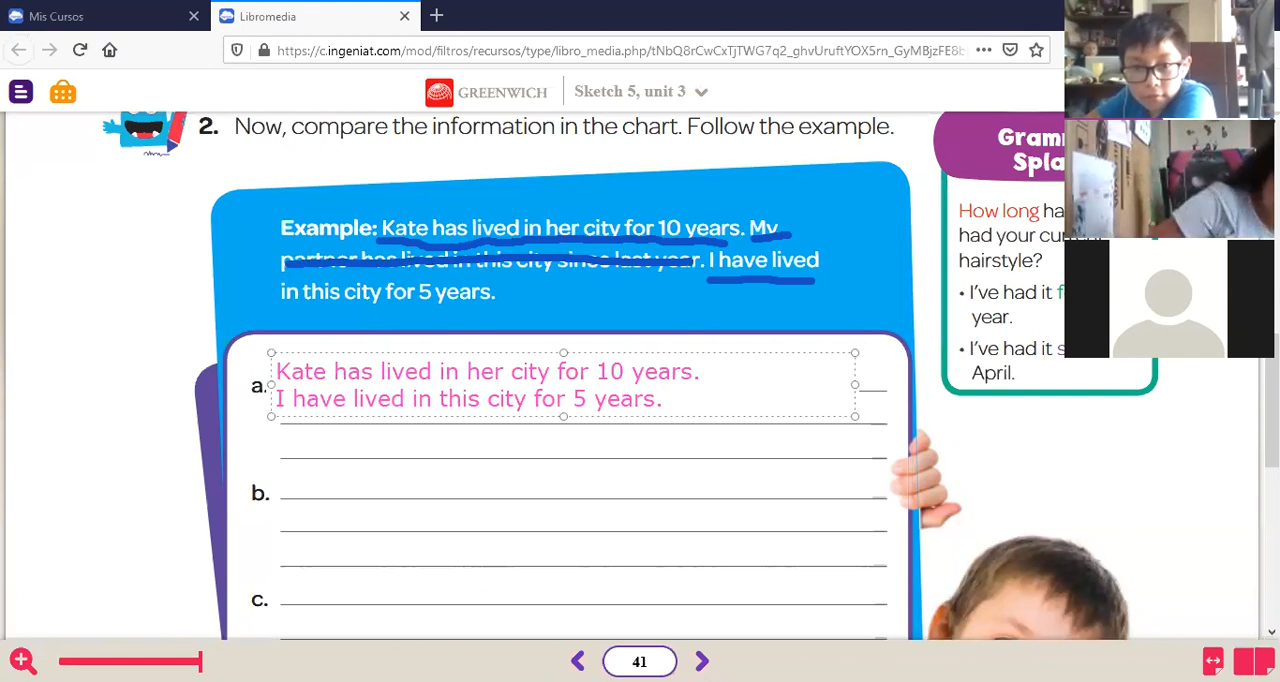 Mis Cursos
Libromedia
https://c.ingeniat.com/mod/filtros/recursos/type/libro_media.php/tNbQ8rCwCxTjTWG7q2_ghvUruftYOX5rn_GyMBjzFE8b
GREENWICH
Sketch 5, unit 3
2. Now, compare the information in the chart. Follow the example.
Example: Kate has lived in her city for 10 years. My
partner has lived in this city since last year. I have lived
in this city for 5 years.
a. Kate has lived in her city for 10 years.
I have lived in this city for 5 years.
b.
c.
Gram
Spla
How long ha
had your cur
hairstyle?
• I've had it f
year.
• I've had it s
April.
41